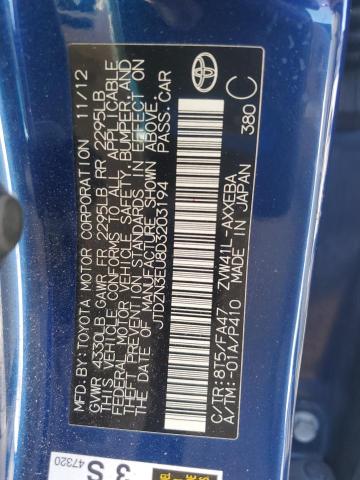 MFD. BY: TOYOTA MOTOR CORPORATION 11/12
GVWR 4330LB GAWR FR 2295LB RR 2295LB
THIS VEHICLE CONFORMS TO ALL APPLICABLE
FEDERAL MOTOR VEHICLE SAFETY, BUMPER, AND
THEFT PREVENTION STANDARDS IN EFFECT ON
THE DATE OF MANUFACTURE SHOWN ABOVE.
JTDZN3EU8D3203194 PASS. CAR
C/TR: 8T5/FA47 ZVW41L-AXXEBA
A/TM: -01A/P410 MADE IN JAPAN
380 C
47320
3 S